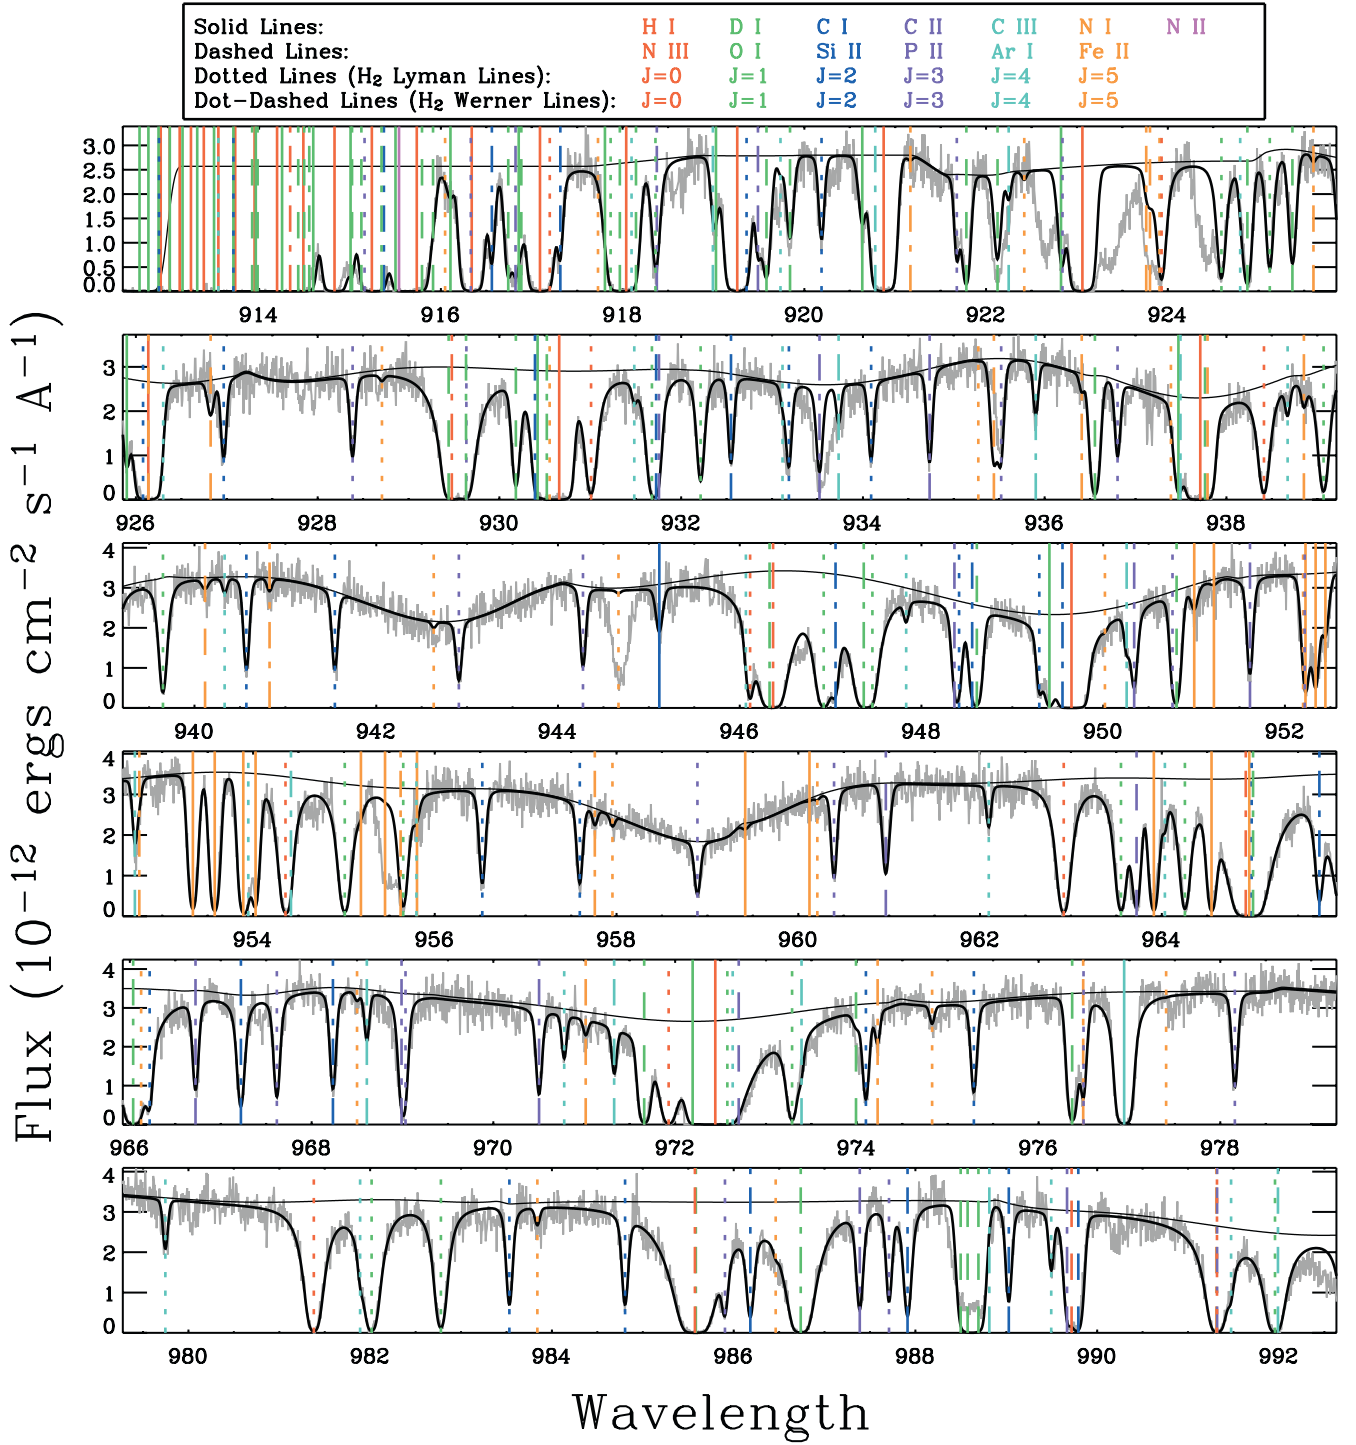 Solid Lines: H I D I C I C II C III N I N II
Dashed Lines: N III O I Si II P II Ar I Fe II
Dotted Lines (H₂ Lyman Lines): J=0 J=1 J=2 J=3 J=4 J=5
Dot-Dashed Lines (H₂ Werner Lines): J=0 J=1 J=2 J=3 J=4 J=5
Flux (10⁻¹² ergs cm⁻² s⁻¹ A⁻¹)
3.0
2.5
2.0
1.5
1.0
0.5
0.0
914 916 918 920 922 924
3
2
1
0
926 928 930 932 934 936 938
4
3
2
1
0
940 942 944 946 948 950 952
4
3
2
1
0
954 956 958 960 962 964
4
3
2
1
0
966 968 970 972 974 976 978
4
3
2
1
0
980 982 984 986 988 990 992
Wavelength